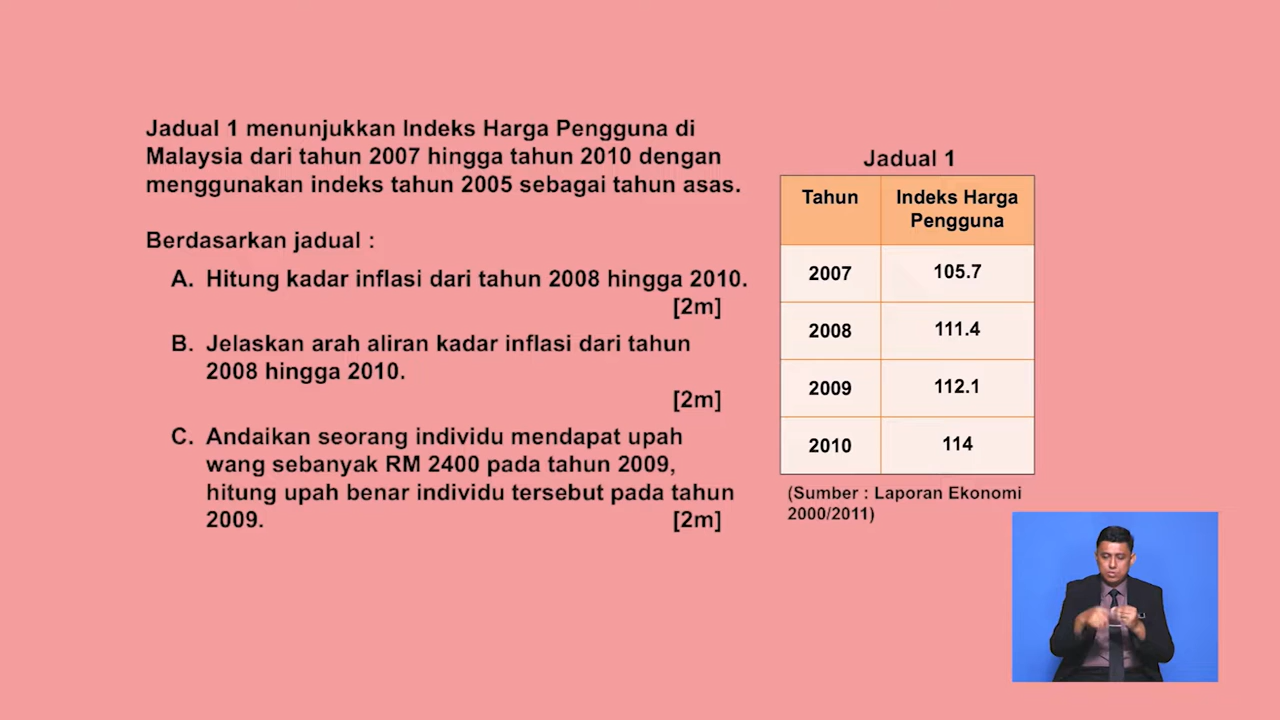 Jadual 1 menunjukkan Indeks Harga Pengguna di
Malaysia dari tahun 2007 hingga tahun 2010 dengan
menggunakan indeks tahun 2005 sebagai tahun asas.
Berdasarkan jadual :
A. Hitung kadar inflasi dari tahun 2008 hingga 2010.
[2m]
B. Jelaskan arah aliran kadar inflasi dari tahun
2008 hingga 2010.
[2m]
C. Andaikan seorang individu mendapat upah
wang sebanyak RM 2400 pada tahun 2009,
hitung upah benar individu tersebut pada tahun
2009. [2m]
Jadual 1
Tahun Indeks Harga
Pengguna
2007 105.7
2008 111.4
2009 112.1
2010 114
(Sumber : Laporan Ekonomi
2000/2011)